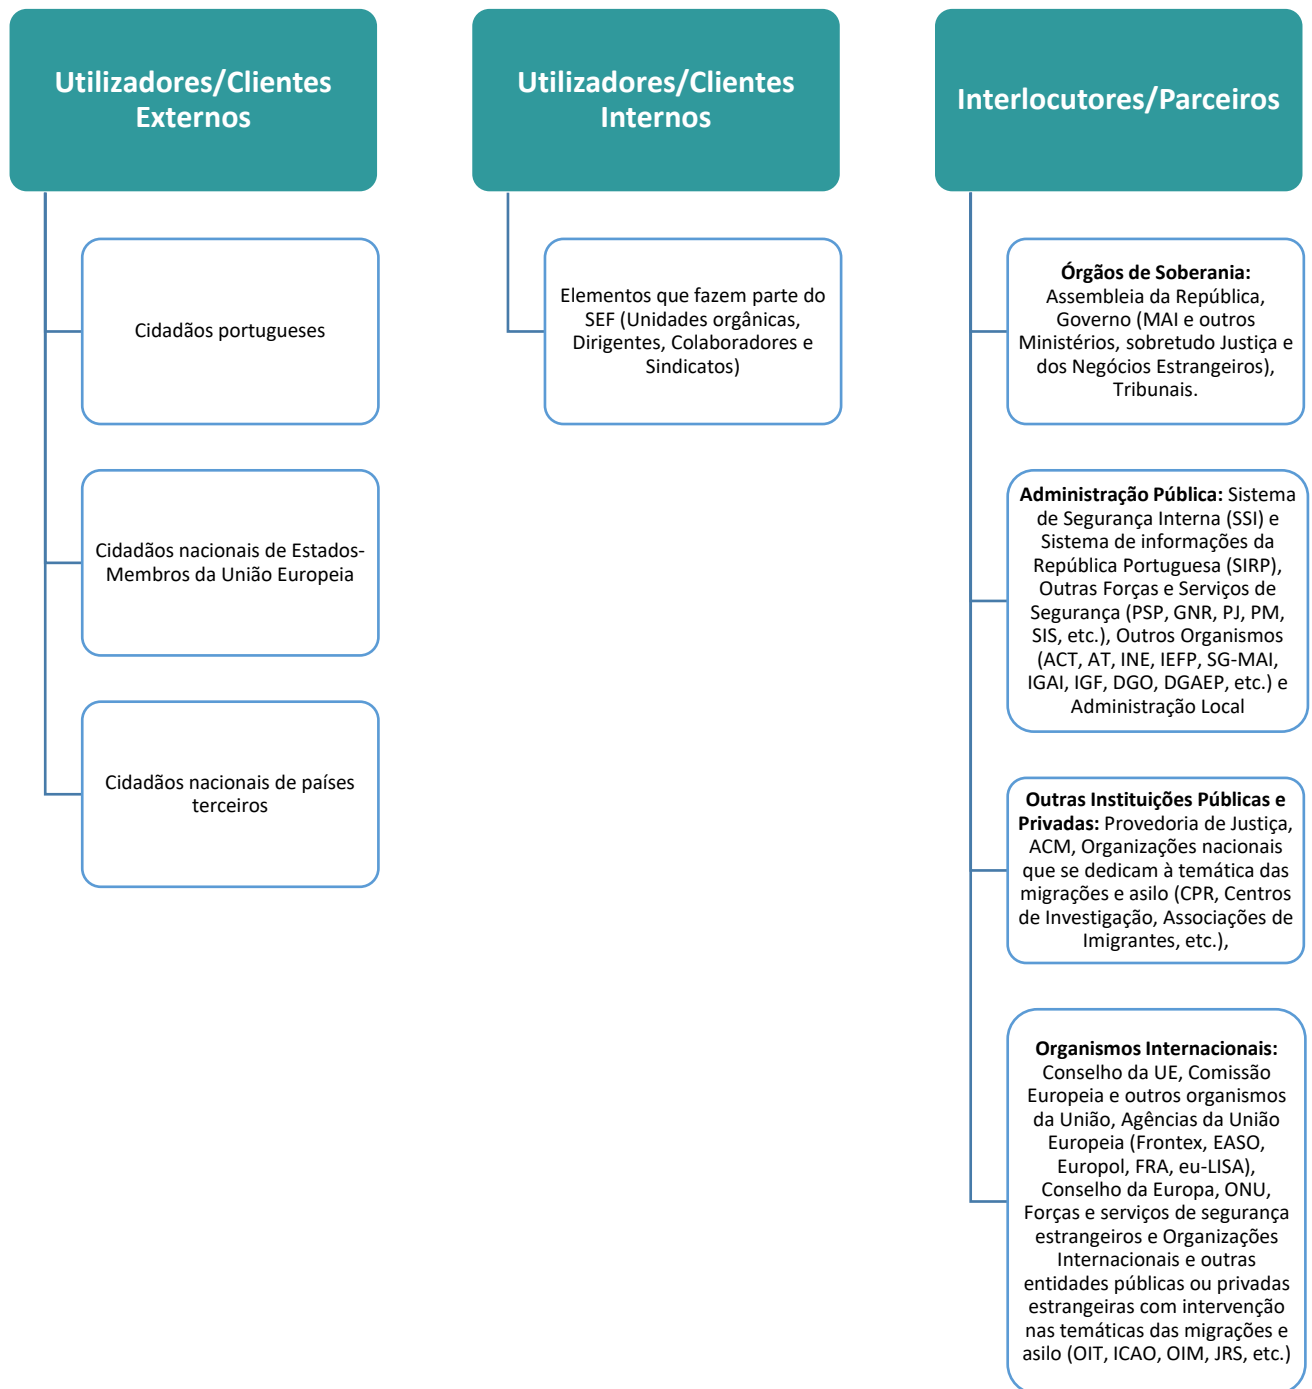 Utilizadores/Clientes
Externos
Cidadãos portugueses
Cidadãos nacionais de Estados-
Membros da União Europeia
Cidadãos nacionais de países
terceiros
Utilizadores/Clientes
Internos
Elementos que fazem parte do
SEF (Unidades orgânicas,
Dirigentes, Colaboradores e
Sindicatos)
Interlocutores/Parceiros
Órgãos de Soberania:
Assembleia da República,
Governo (MAI e outros
Ministérios, sobretudo Justiça e
dos Negócios Estrangeiros),
Tribunais.
Administração Pública: Sistema
de Segurança Interna (SSI) e
Sistema de informações da
República Portuguesa (SIRP),
Outras Forças e Serviços de
Segurança (PSP, GNR, PJ, PM,
SIS, etc.), Outros Organismos
(ACT, AT, INE, IEFP, SG-MAI,
IGAI, IGF, DGO, DGAEP, etc.) e
Administração Local
Outras Instituições Públicas e
Privadas: Provedoria de Justiça,
ACM, Organizações nacionais
que se dedicam à temática das
migrações e asilo (CPR, Centros
de Investigação, Associações de
Imigrantes, etc.),
Organismos Internacionais:
Conselho da UE, Comissão
Europeia e outros organismos
da União, Agências da União
Europeia (Frontex, EASO,
Europol, FRA, eu-LISA),
Conselho da Europa, ONU,
Forças e serviços de segurança
estrangeiros e Organizações
Internacionais e outras
entidades públicas ou privadas
estrangeiras com intervenção
nas temáticas das migrações e
asilo (OIT, ICAO, OIM, JRS, etc.)